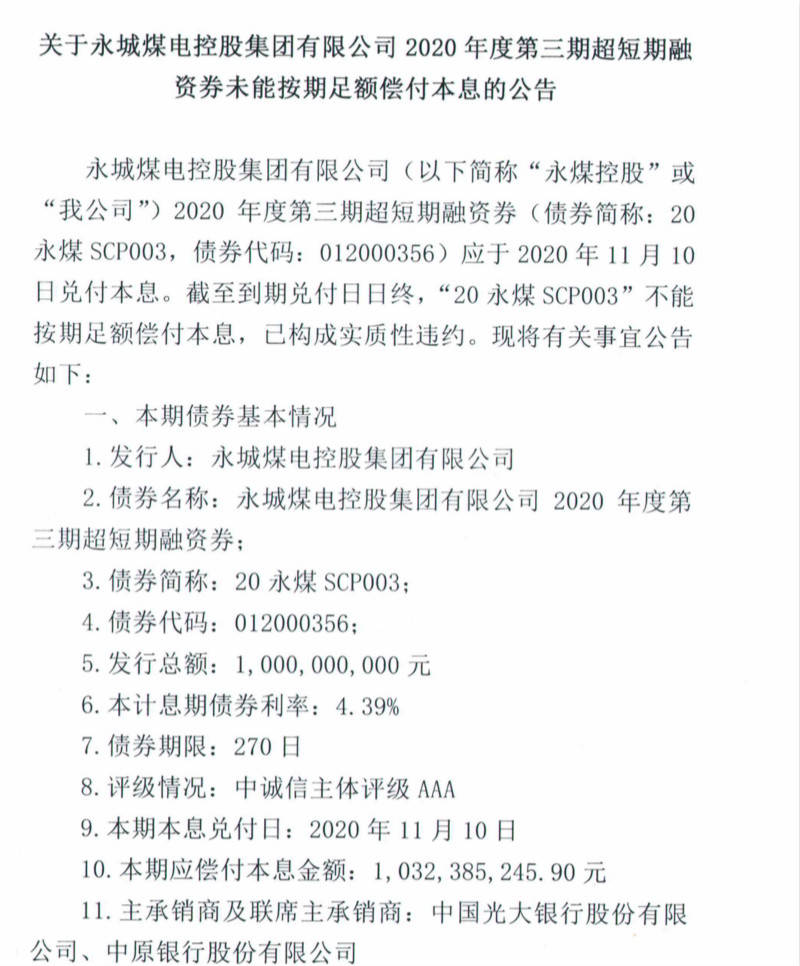 关于永城煤电控股集团有限公司 2020 年度第三期超短期融
资券未能按期足额偿付本息的公告
永城煤电控股集团有限公司（以下简称“永煤控股”或
“我公司”）2020 年度第三期超短期融资券（债券简称：20
永煤 SCP003，债券代码：012000356）应于 2020 年 11 月 10
日兑付本息。截至到期兑付日日终，“20 永煤 SCP003”不能
按期足额偿付本息，已构成实质性违约。现将有关事宜公告
如下：
一、本期债券基本情况
1.发行人：永城煤电控股集团有限公司
2.债券名称：永城煤电控股集团有限公司 2020 年度第
三期超短期融资券；
3.债券简称：20 永煤 SCP003；
4.债券代码：012000356；
5.发行总额：1,000,000,000 元
6.本计息期债券利率：4.39%
7.债券期限：270 日
8.评级情况：中诚信主体评级 AAA
9.本期本息兑付日：2020 年 11 月 10 日
10.本期应偿付本息金额：1,032,385,245.90 元
11.主承销商及联席主承销商：中国光大银行股份有限
公司、中原银行股份有限公司